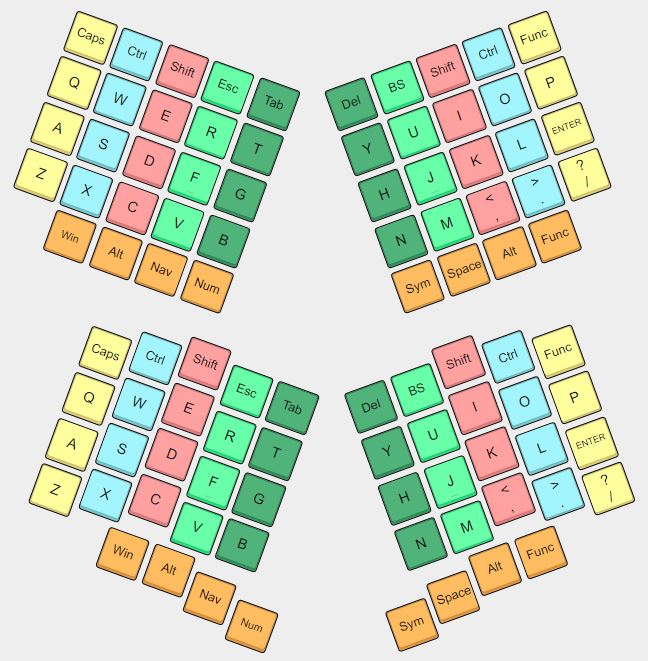 Caps Ctrl Shift Esc Tab
Q W E R T
A S D F G
Z X C V B
Win Alt Nav Num
Del BS Shift Ctrl Func
Y U I O P
H J K L ENTER
N M < , > . ? /
Sym Space Alt Func
Caps Ctrl Shift Esc Tab
Q W E R T
A S D F G
Z X C V B
Win Alt Nav Num
Del BS Shift Ctrl Func
Y U I O P
H J K L ENTER
N M < , > . ? /
Sym Space Alt Func